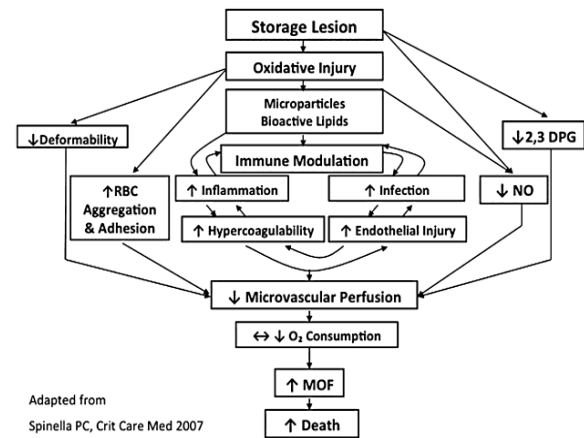 Storage Lesion
Oxidative Injury
Microparticles
Bioactive Lipids
↓Deformability
↓2,3 DPG
Immune Modulation
↑RBC
Aggregation
& Adhesion
↑ Inflammation
↑ Infection
↓ NO
↑ Hypercoagulability
↑ Endothelial Injury
↓ Microvascular Perfusion
↔ ↓ O₂ Consumption
↑ MOF
↑ Death
Adapted from
Spinella PC, Crit Care Med 2007